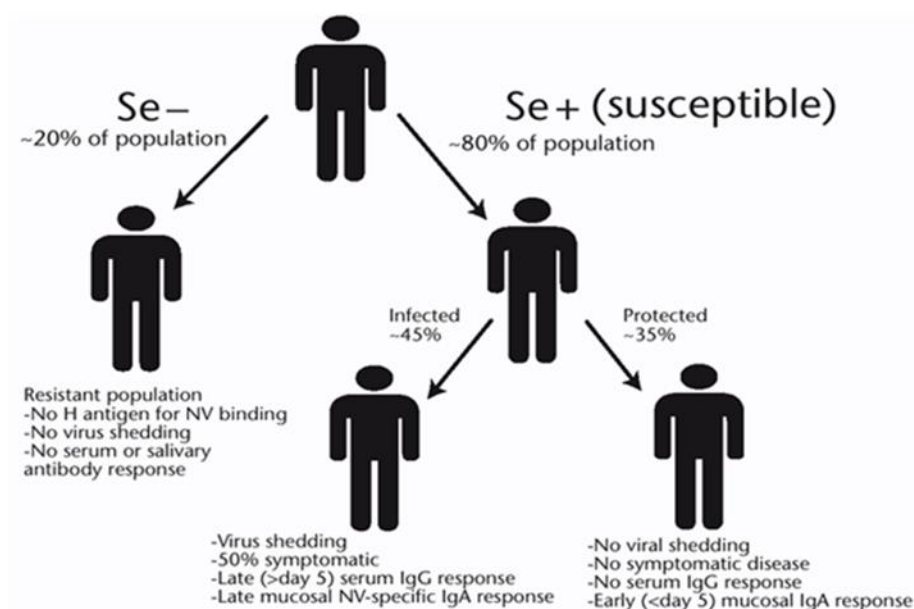 Se−
~20% of population
Se+ (susceptible)
~80% of population
Infected
~45%
Protected
~35%
Resistant population
-No H antigen for NV binding
-No virus shedding
-No serum or salivary
antibody response
-Virus shedding
-50% symptomatic
-Late (>day 5) serum IgG response
-Late mucosal NV-specific IgA response
-No viral shedding
-No symptomatic disease
-No serum IgG response
-Early (<day 5) mucosal IgA response